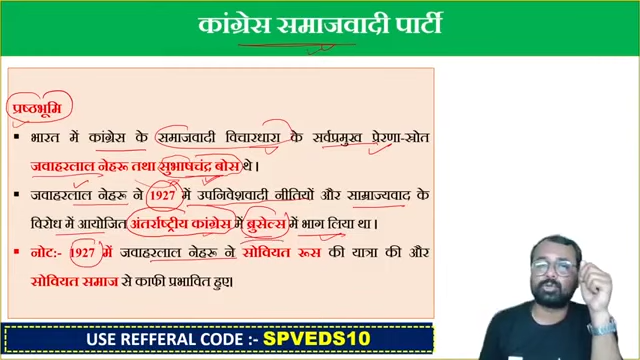 कांग्रेस समाजवादी पार्टी
प्रष्ठभूमि
▪ भारत में कांग्रेस के समाजवादी विचारधारा के सर्वप्रमुख प्रेरणा-स्रोत
जवाहरलाल नेहरू तथा सुभाषचंद्र बोस थे ।
▪ जवाहरलाल नेहरू ने 1927 में उपनिवेशवादी नीतियों और साम्राज्यवाद के
विरोध में आयोजित अंतर्राष्ट्रीय कांग्रेस में ब्रुसेल्स में भाग लिया था ।
▪ नोट:- 1927 में जवाहरलाल नेहरू ने सोवियत रूस की यात्रा की और
सोवियत समाज से काफी प्रभावित हुए।
USE REFFERAL CODE :- SPVEDS10